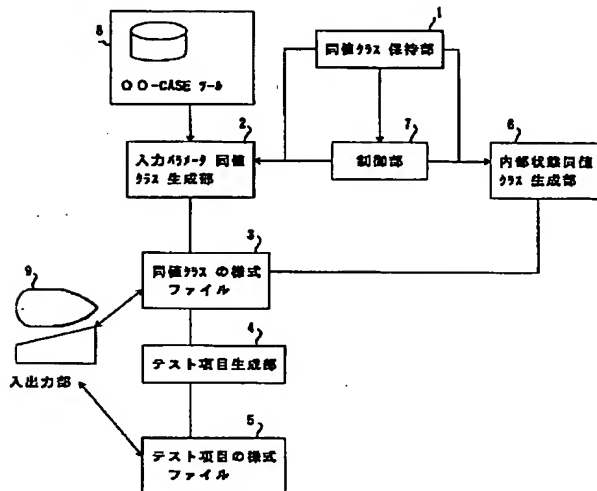 8
OO-CASE ツール
1
同値クラス 保持部
2
入力パラメータ 同値
クラス 生成部
7
制御部
6
内部状態同値
クラス 生成部
3
同値クラス の様式
ファイル
9
入出力部
4
テスト項目生成部
5
テスト項目の様式
ファイル